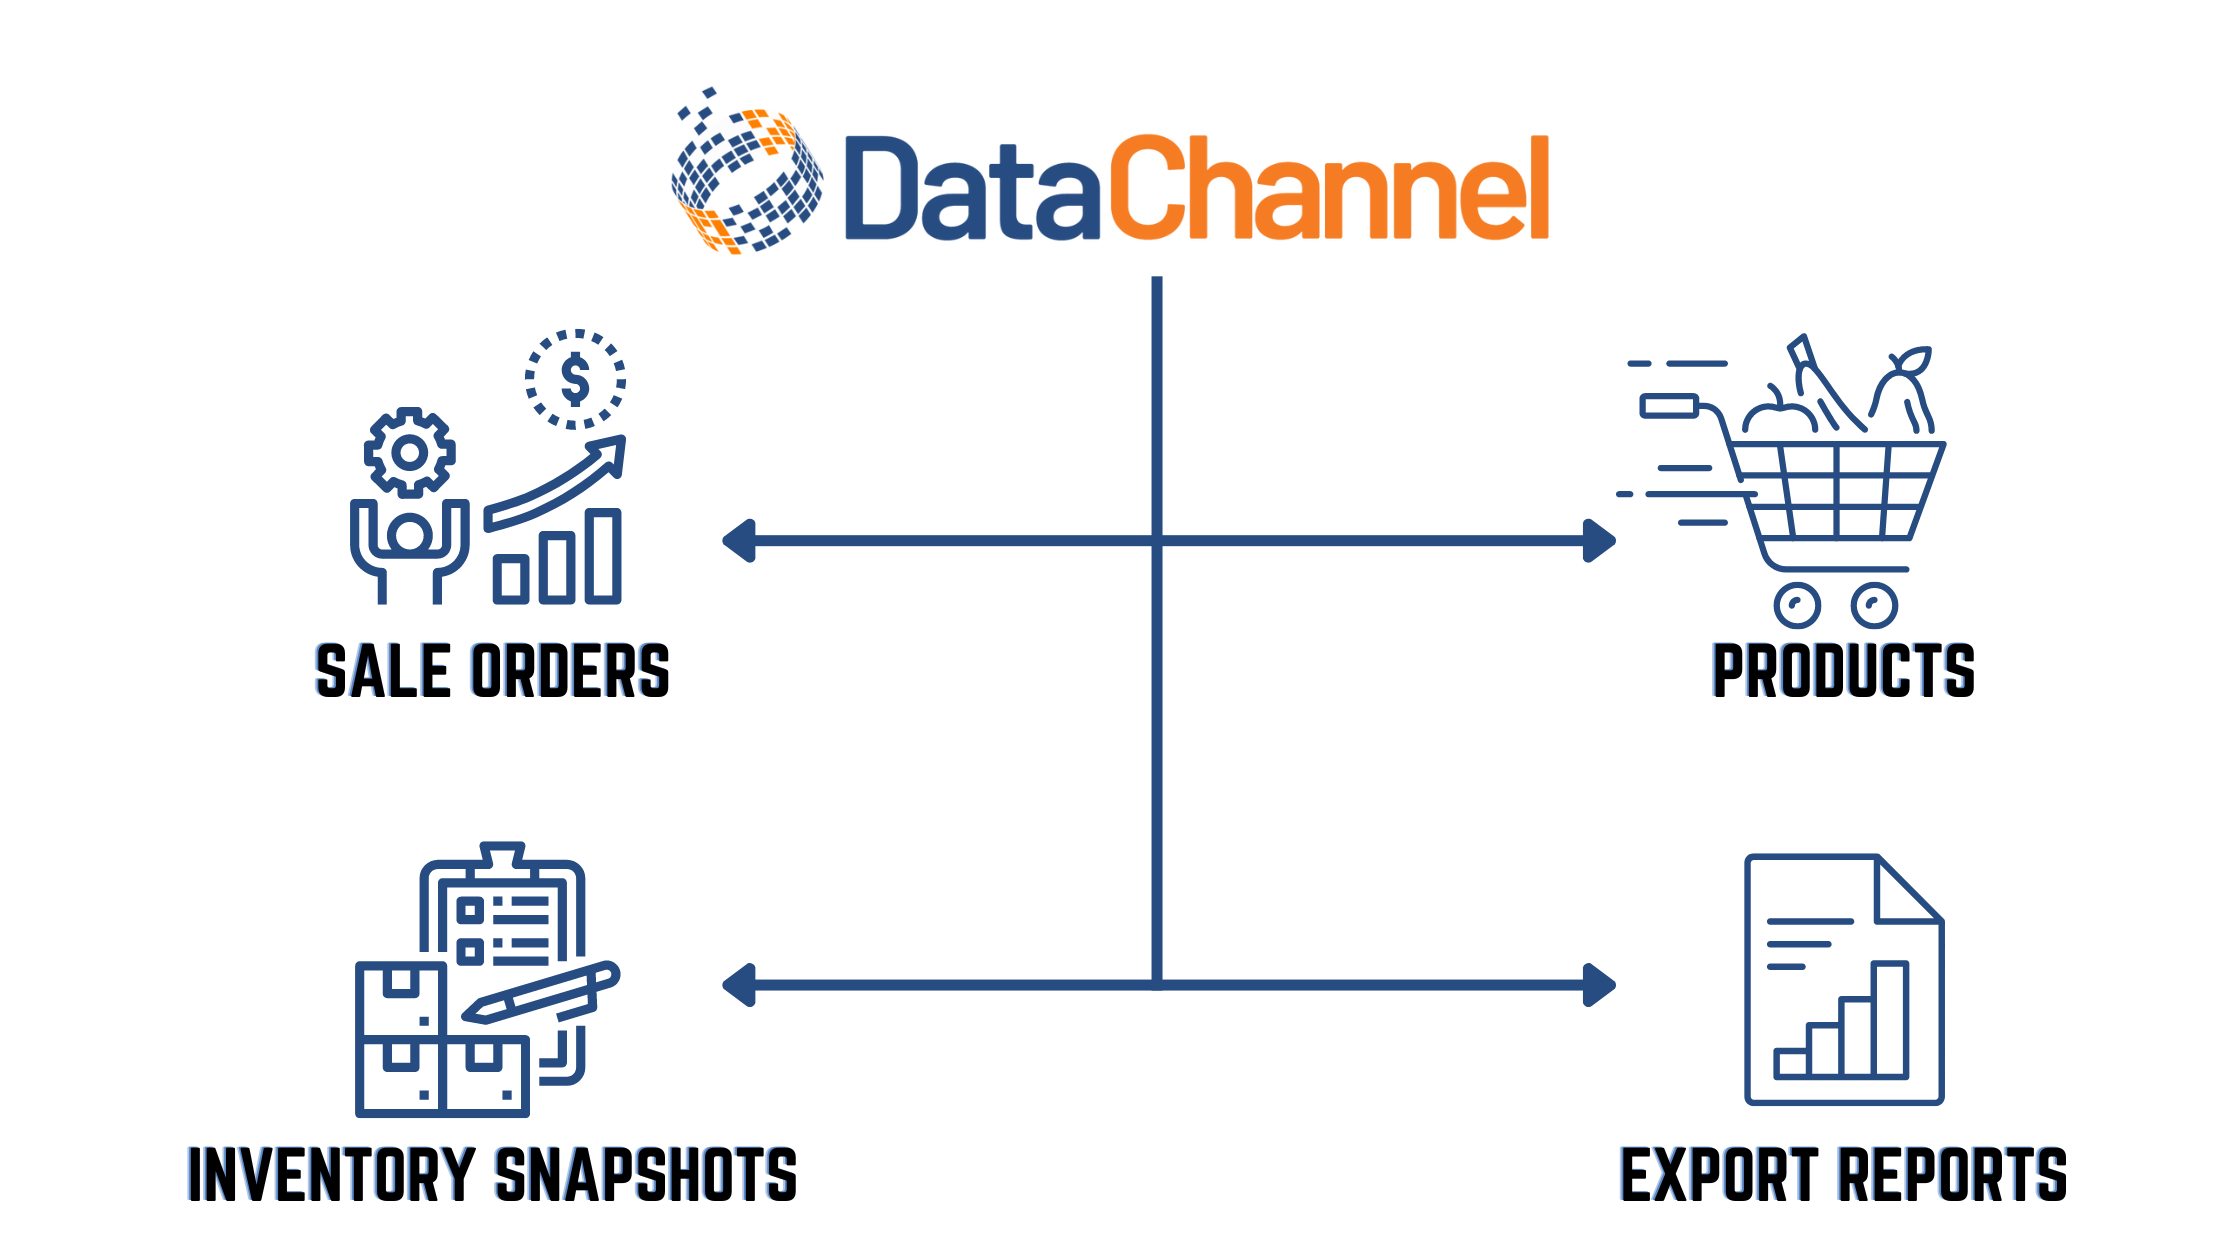 DataChannel
$
SALE ORDERS
PRODUCTS
INVENTORY SNAPSHOTS
EXPORT REPORTS